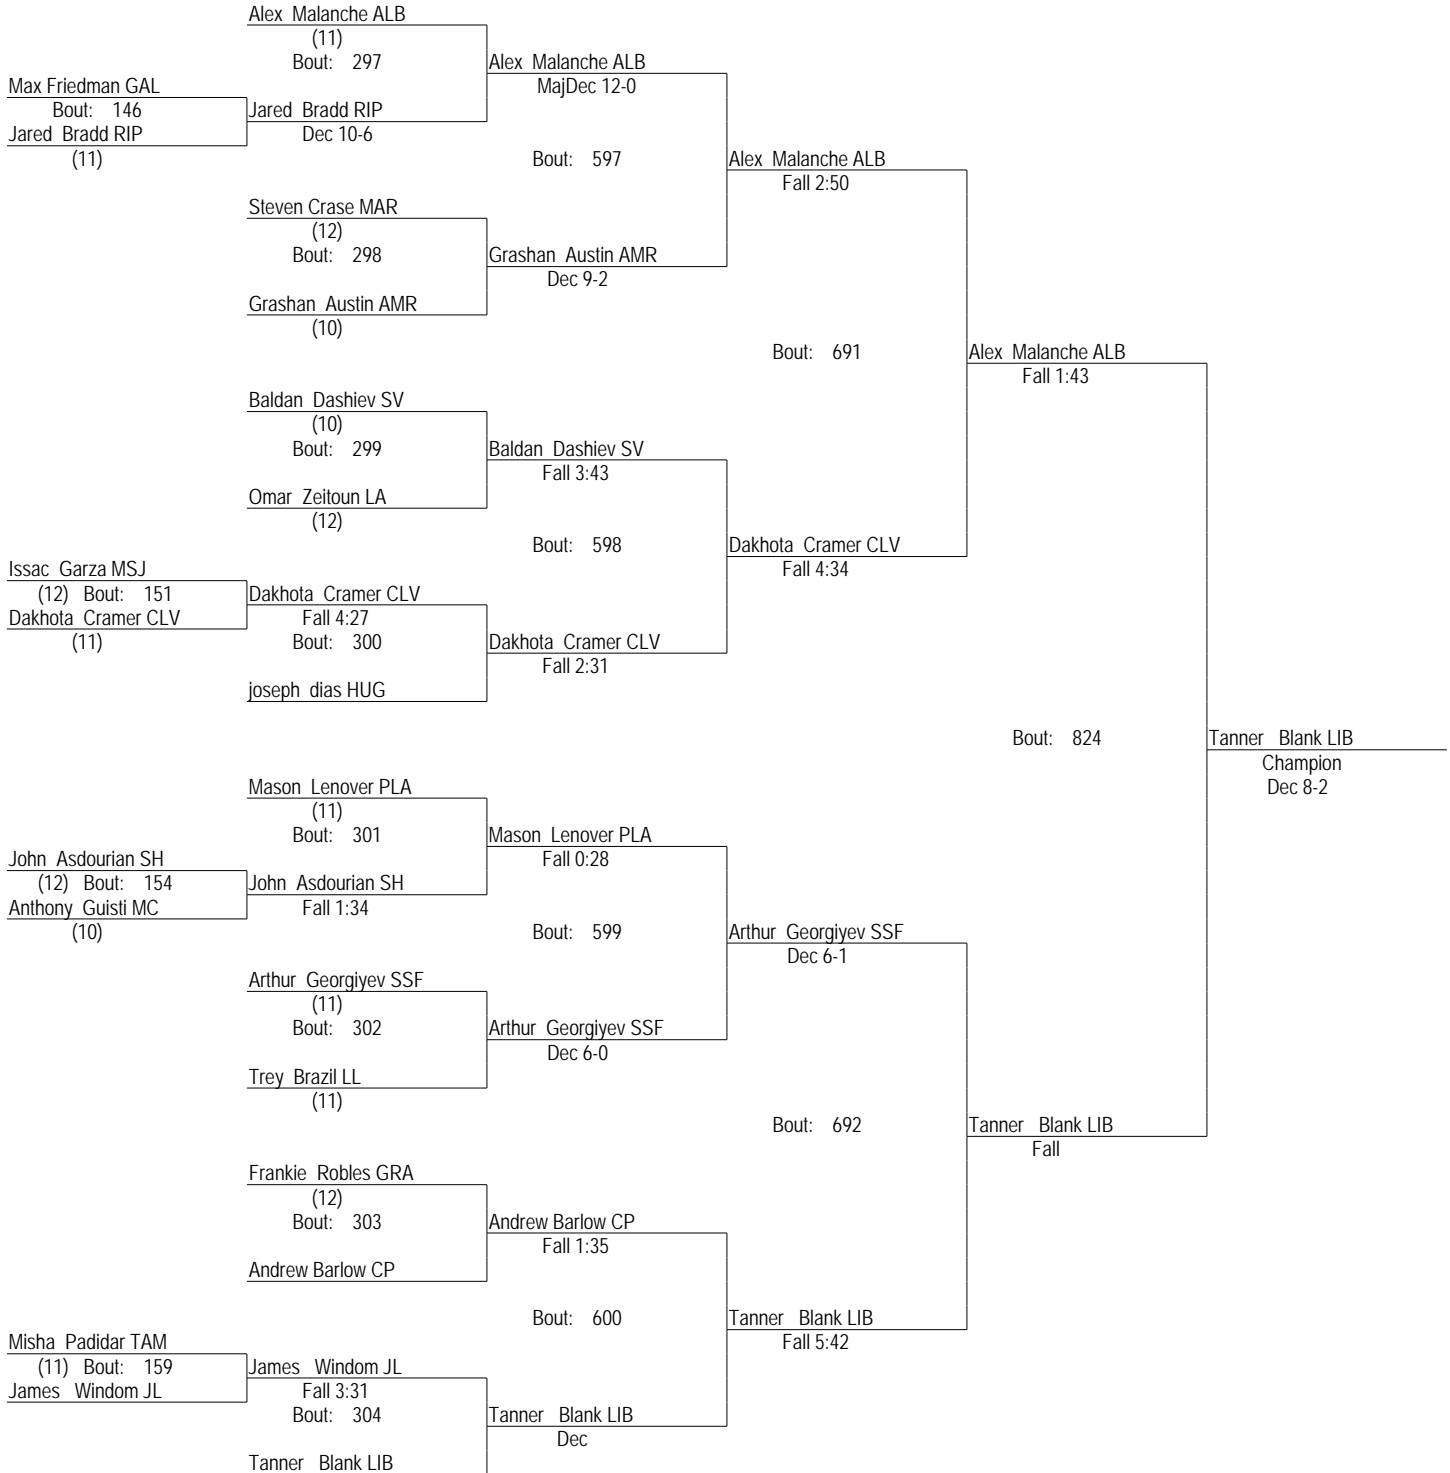 Alex Malanche ALB
(11)
Bout: 297
Max Friedman GAL
Bout: 146
Jared Bradd RIP
(11)
Jared Bradd RIP
Dec 10-6
Alex Malanche ALB
MajDec 12-0
Bout: 597
Steven Crase MAR
(12)
Bout: 298
Grashan Austin AMR
(10)
Grashan Austin AMR
Dec 9-2
Alex Malanche ALB
Fall 2:50
Bout: 691
Baldan Dashiev SV
(10)
Bout: 299
Omar Zeitoun LA
(12)
Baldan Dashiev SV
Fall 3:43
Bout: 598
Issac Garza MSJ
(12) Bout: 151
Dakhota Cramer CLV
(11)
Dakhota Cramer CLV
Fall 4:27
Bout: 300
joseph dias HUG
Dakhota Cramer CLV
Fall 2:31
Dakhota Cramer CLV
Fall 4:34
Alex Malanche ALB
Fall 1:43
Bout: 824
Tanner Blank LIB
Champion
Dec 8-2
Mason Lenover PLA
(11)
Bout: 301
John Asdourian SH
(12) Bout: 154
Anthony Guisti MC
(10)
John Asdourian SH
Fall 1:34
Mason Lenover PLA
Fall 0:28
Bout: 599
Arthur Georgiyev SSF
(11)
Bout: 302
Trey Brazil LL
(11)
Arthur Georgiyev SSF
Dec 6-0
Arthur Georgiyev SSF
Dec 6-1
Bout: 692
Tanner Blank LIB
Fall
Frankie Robles GRA
(12)
Bout: 303
Andrew Barlow CP
Andrew Barlow CP
Fall 1:35
Bout: 600
Tanner Blank LIB
Fall 5:42
Misha Padidar TAM
(11) Bout: 159
James Windom JL
James Windom JL
Fall 3:31
Bout: 304
Tanner Blank LIB
Tanner Blank LIB
Dec